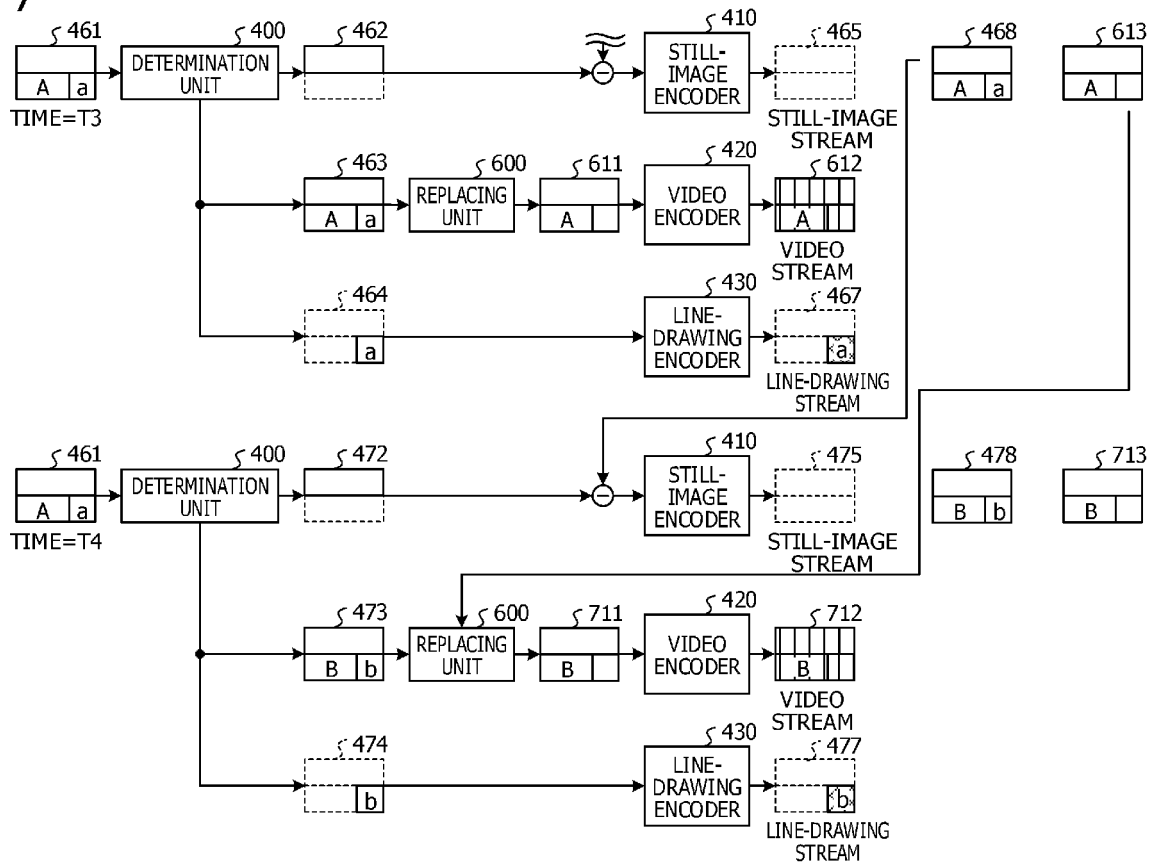 461 400 462 410 465 468 613
A a DETERMINATION UNIT STILL-IMAGE ENCODER A a A
TIME=T3 STILL-IMAGE STREAM
463 600 611 420 612
A a REPLACING UNIT A VIDEO ENCODER A
VIDEO STREAM
464 430 467
a LINE-DRAWING ENCODER a
LINE-DRAWING STREAM
461 400 472 410 475 478 713
A a DETERMINATION UNIT STILL-IMAGE ENCODER B b B
TIME=T4 STILL-IMAGE STREAM
473 600 711 420 712
B b REPLACING UNIT B VIDEO ENCODER B
VIDEO STREAM
474 430 477
b LINE-DRAWING ENCODER b
LINE-DRAWING STREAM